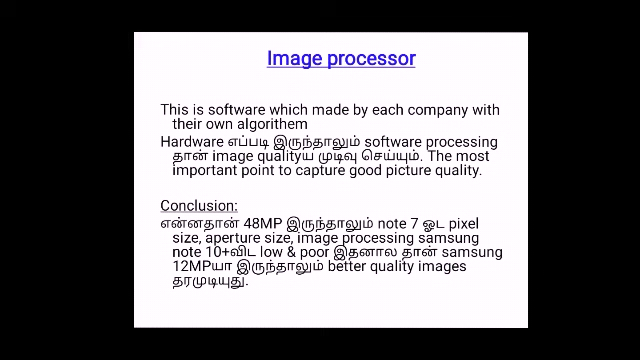 Image processor
This is software which made by each company with
their own algorithem
Hardware எப்படி இருந்தாலும் software processing
தான் image qualityய முடிவு செய்யும். The most
important point to capture good picture quality.
Conclusion:
என்னதான் 48MP இருந்தாலும் note 7 ஓட pixel
size, aperture size, image processing samsung
note 10+விட low & poor இதனால தான் samsung
12MPயா இருந்தாலும் better quality images
தரமுடியுது.